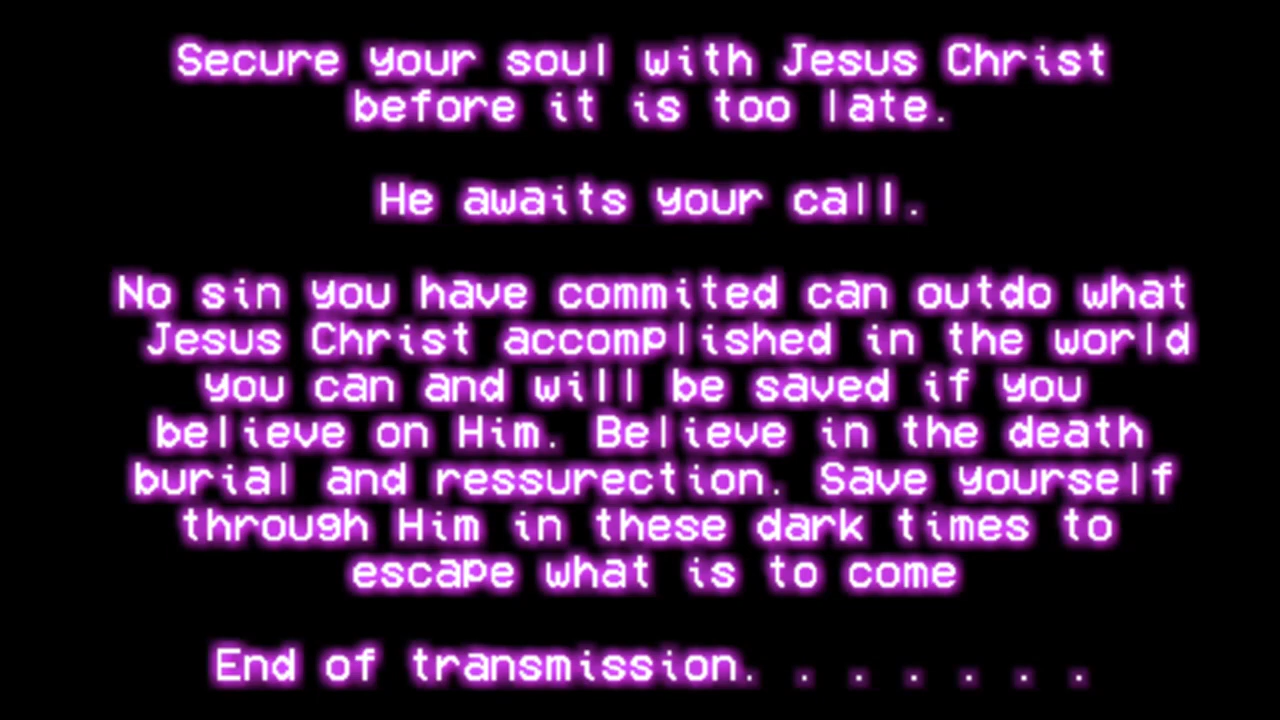 Secure your soul with Jesus Christ
before it is too late.
He awaits your call.
No sin you have commited can outdo what
Jesus Christ accomplished in the world
you can and will be saved if you
believe on Him. Believe in the death
burial and ressurection. Save yourself
through Him in these dark times to
escape what is to come
End of transmission. . . . . . .